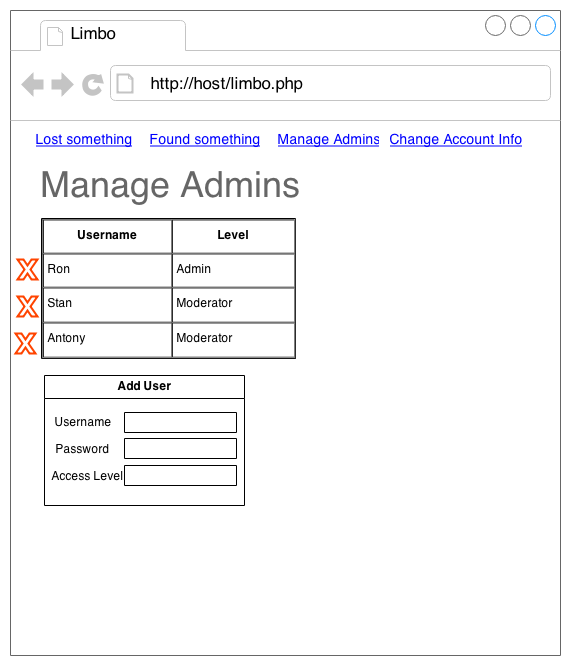 Limbo
http://host/limbo.php
Lost something Found something Manage Admins Change Account Info
Manage Admins
Username Level
Ron Admin
Stan Moderator
Antony Moderator
Add User
Username
Password
Access Level